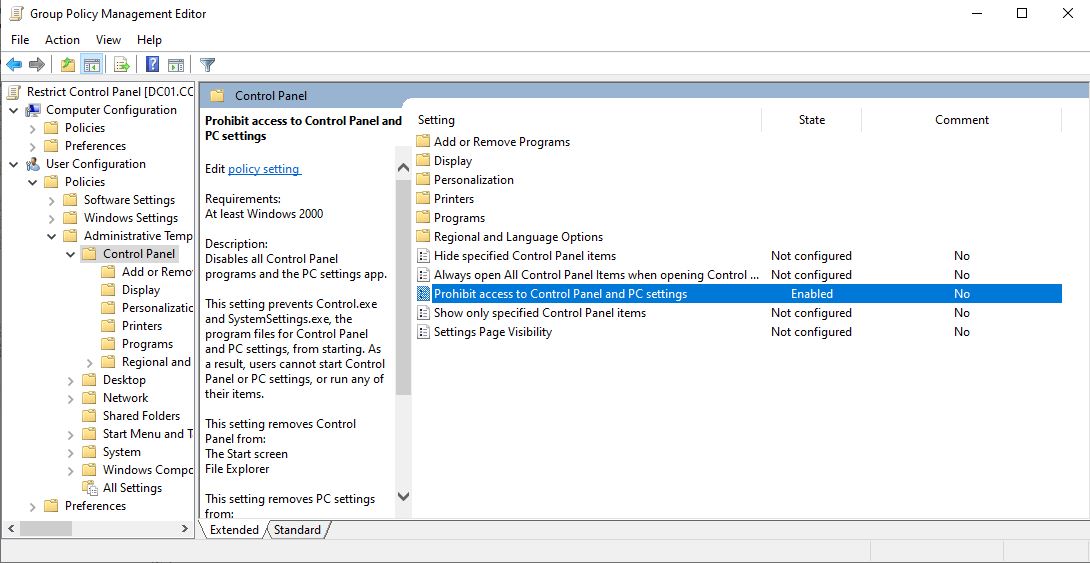 Group Policy Management Editor
File Action View Help
Restrict Control Panel [DC01.CC
Computer Configuration
Policies
Preferences
User Configuration
Policies
Software Settings
Windows Settings
Administrative Temp
Control Panel
Add or Remov
Display
Personalizatic
Printers
Programs
Regional and
Desktop
Network
Shared Folders
Start Menu and T
System
Windows Compo
All Settings
Preferences
Control Panel
Prohibit access to Control Panel and
PC settings
Edit policy setting
Requirements:
At least Windows 2000
Description:
Disables all Control Panel
programs and the PC settings app.
This setting prevents Control.exe
and SystemSettings.exe, the
program files for Control Panel
and PC settings, from starting. As
a result, users cannot start Control
Panel or PC settings, or run any of
their items.
This setting removes Control
Panel from:
The Start screen
File Explorer
This setting removes PC settings
from:
Setting State Comment
Add or Remove Programs
Display
Personalization
Printers
Programs
Regional and Language Options
Hide specified Control Panel items Not configured No
Always open All Control Panel Items when opening Control ... Not configured No
Prohibit access to Control Panel and PC settings Enabled No
Show only specified Control Panel items Not configured No
Settings Page Visibility Not configured No
Extended Standard